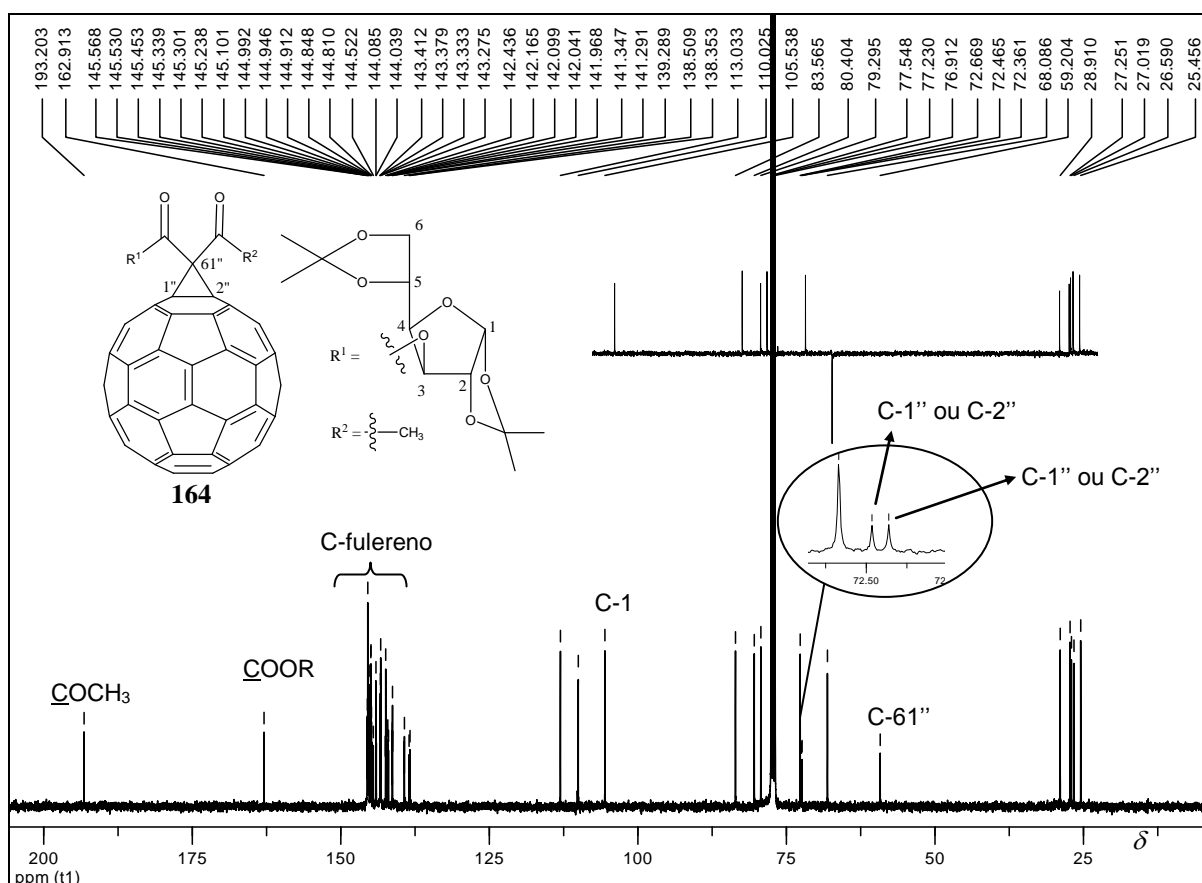 193.203
162.913
145.568
145.530
145.453
145.339
145.301
145.238
145.101
144.992
144.946
144.912
144.848
144.810
144.522
144.085
144.039
143.412
143.379
143.333
143.275
142.436
142.165
142.099
142.041
141.968
141.347
141.291
139.289
138.509
138.353
113.033
110.025
105.538
83.565
80.404
79.295
77.548
77.230
76.912
72.669
72.465
72.361
68.086
59.204
28.910
27.251
27.019
26.590
25.456
O O
R¹ R²
61''
1'' 2''
164
6
O
O
5
O
4 O 1
R¹ =
3 2 O
O
R² = CH₃
C-1'' ou C-2''
C-1'' ou C-2''
72.50 72
C-fulereno
C-1
COOR
COCH₃
C-61''
200 175 150 125 100 75 50 25 δ
ppm (t1)